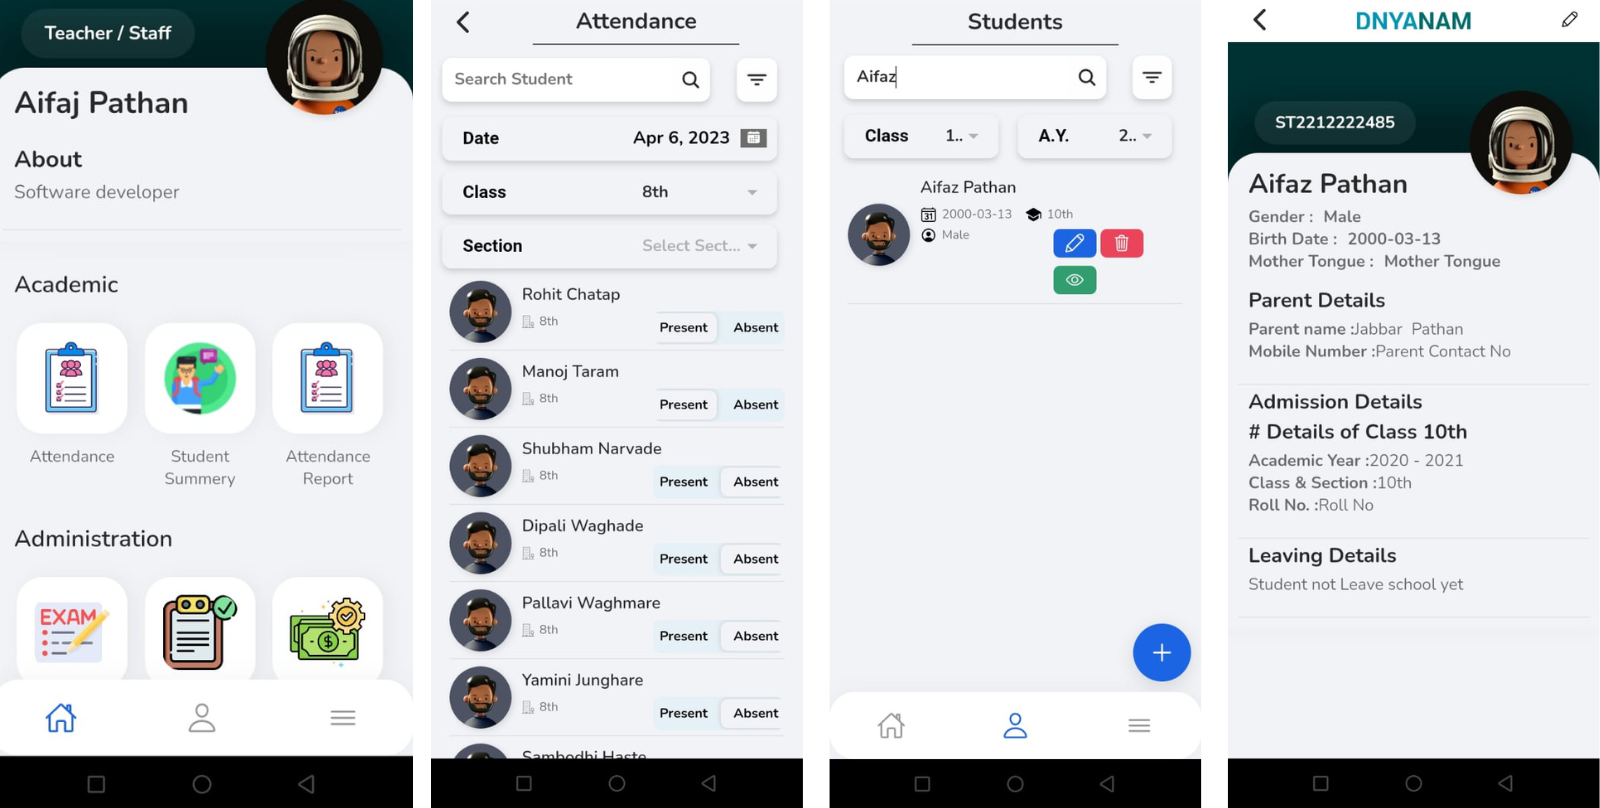 Teacher / Staff
Aifaj Pathan
About
Software developer
Academic
Attendance
Student
Summery
Attendance
Report
Administration
EXAM
Attendance
Search Student
Date
Apr 6, 2023
Class
8th
Section
Select Sect...
Rohit Chatap
8th
Present
Absent
Manoj Taram
8th
Present
Absent
Shubham Narvade
8th
Present
Absent
Dipali Waghade
8th
Present
Absent
Pallavi Waghmare
8th
Present
Absent
Yamini Junghare
8th
Present
Absent
Sambodhi Haste
Students
Aifaz
Class
1..
A.Y.
2..
Aifaz Pathan
31
2000-03-13
10th
Male
DNYANAM
ST2212222485
Aifaz Pathan
Gender : Male
Birth Date : 2000-03-13
Mother Tongue : Mother Tongue
Parent Details
Parent name :Jabbar Pathan
Mobile Number :Parent Contact No
Admission Details
# Details of Class 10th
Academic Year :2020 - 2021
Class & Section :10th
Roll No. :Roll No
Leaving Details
Student not Leave school yet